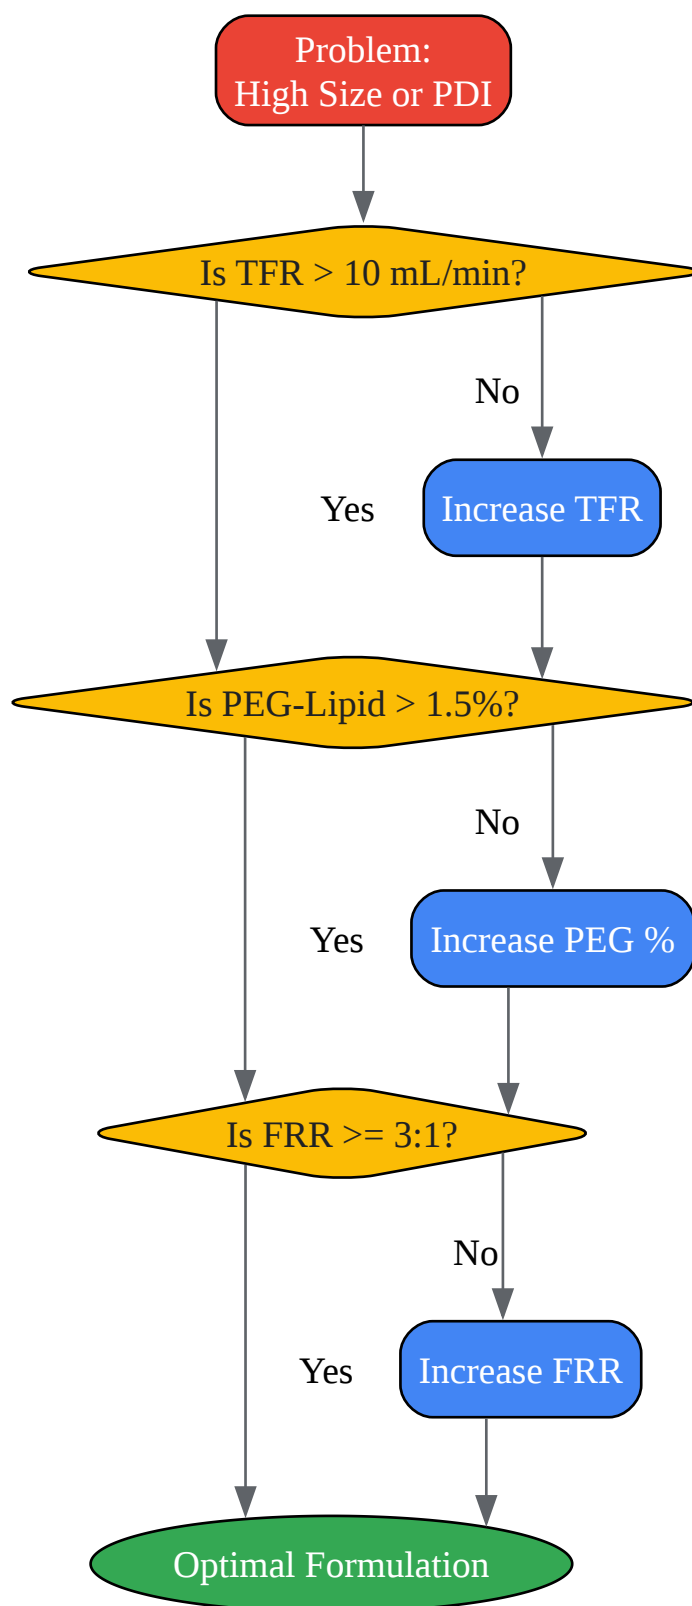 Problem:
High Size or PDI
Is TFR > 10 mL/min?
No
Yes
Increase TFR
Is PEG-Lipid > 1.5%?
No
Yes
Increase PEG %
Is FRR >= 3:1?
No
Yes
Increase FRR
Optimal Formulation